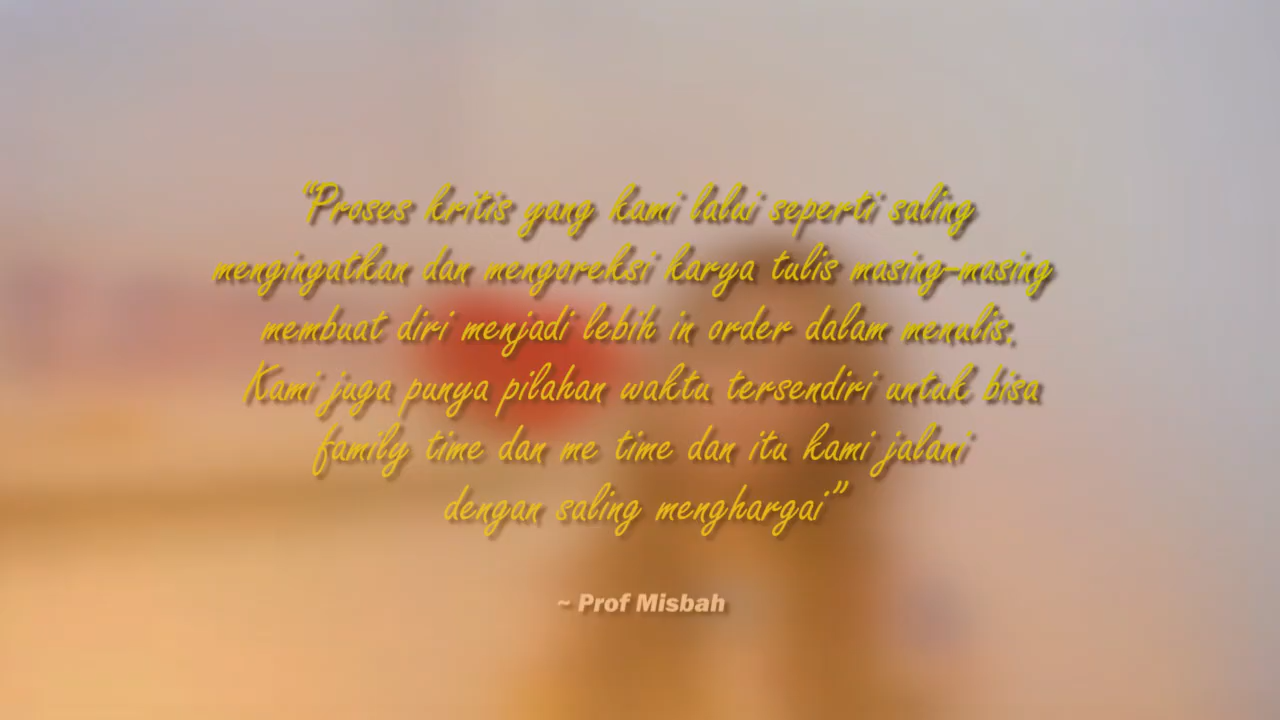 “Proses kritis yang kami lalui seperti saling
mengingatkan dan mengoreksi karya tulis masing-masing
membuat diri menjadi lebih in order dalam menulis.
Kami juga punya pilahan waktu tersendiri untuk bisa
family time dan me time dan itu kami jalani
dengan saling menghargai”
~ Prof Misbah